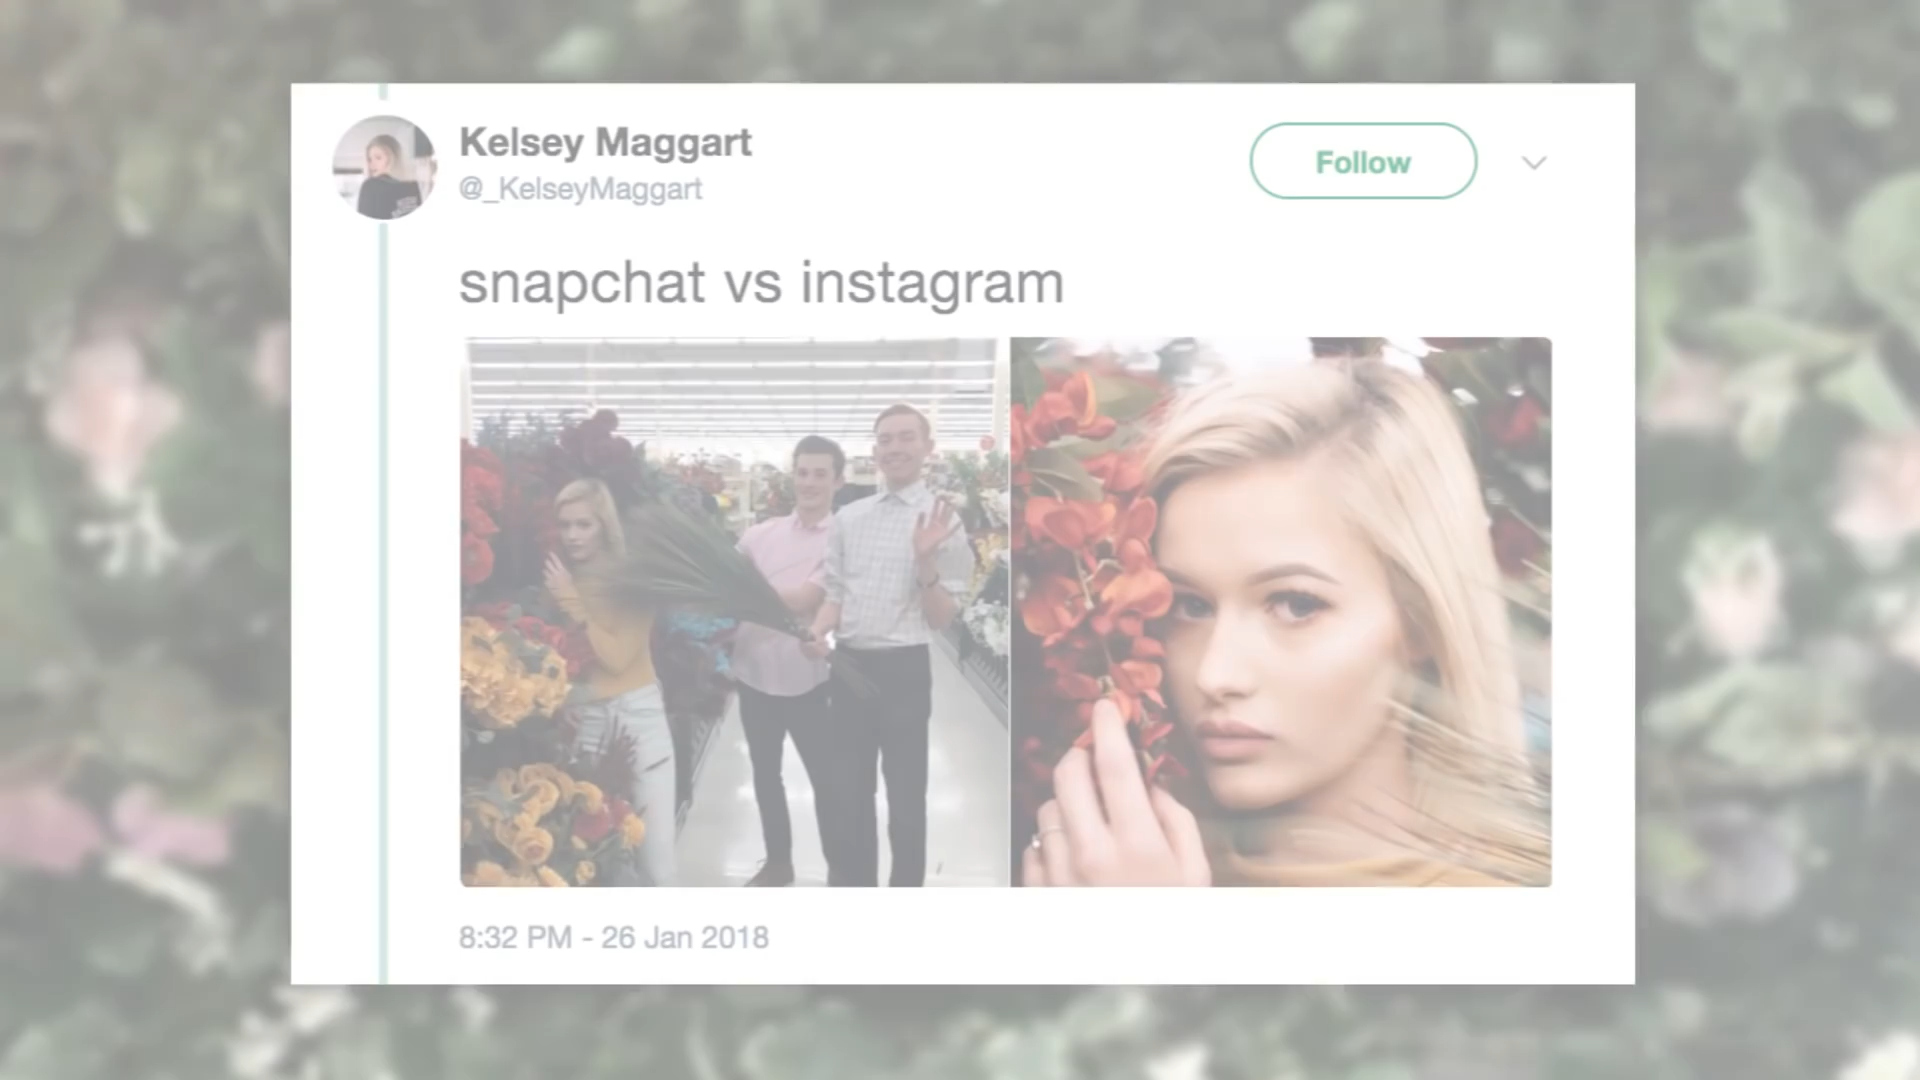 Kelsey Maggart
@_KelseyMaggart
Follow
snapchat vs instagram
8:32 PM - 26 Jan 2018